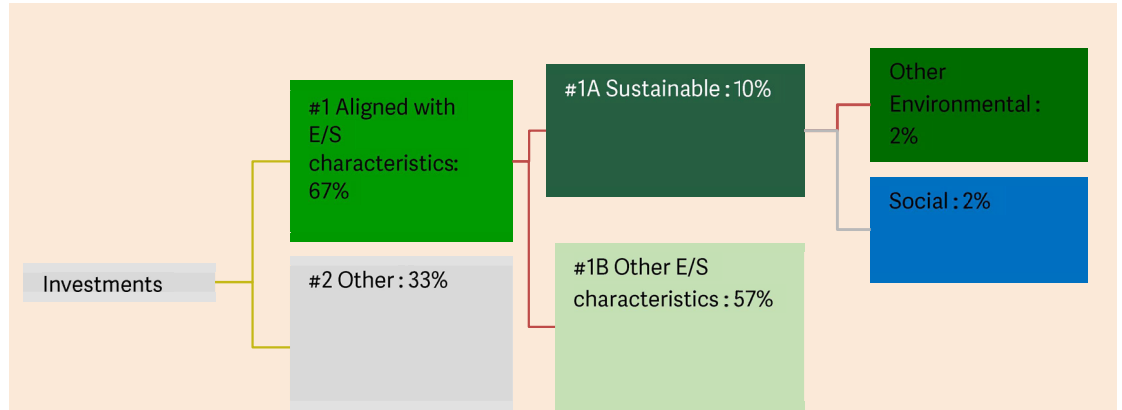 Investments
#1 Aligned with
E/S
characteristics:
67%
#2 Other : 33%
#1A Sustainable : 10%
#1B Other E/S
characteristics : 57%
Other
Environmental :
2%
Social : 2%